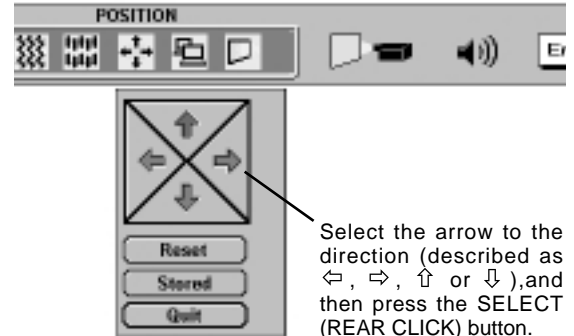 POSITION
Er
Reset
Stored
Quit
Select the arrow to the
direction (described as
⇦ , ⇨ , ⇧ or ⇩ ),and
then press the SELECT
(REAR CLICK) button.